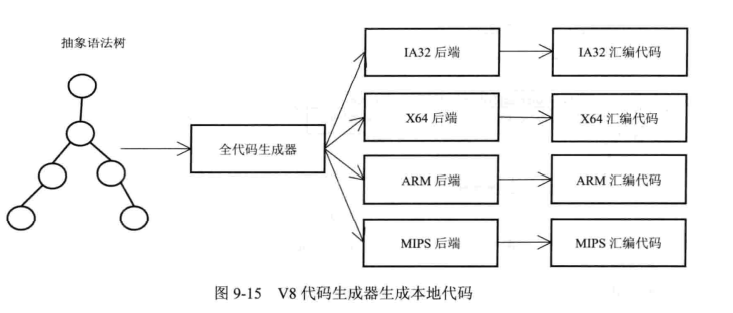 抽象语法树
IA32 后端
IA32 汇编代码
X64 后端
X64 汇编代码
全代码生成器
ARM 后端
ARM 汇编代码
MIPS 后端
MIPS 汇编代码
图 9-15 V8 代码生成器生成本地代码